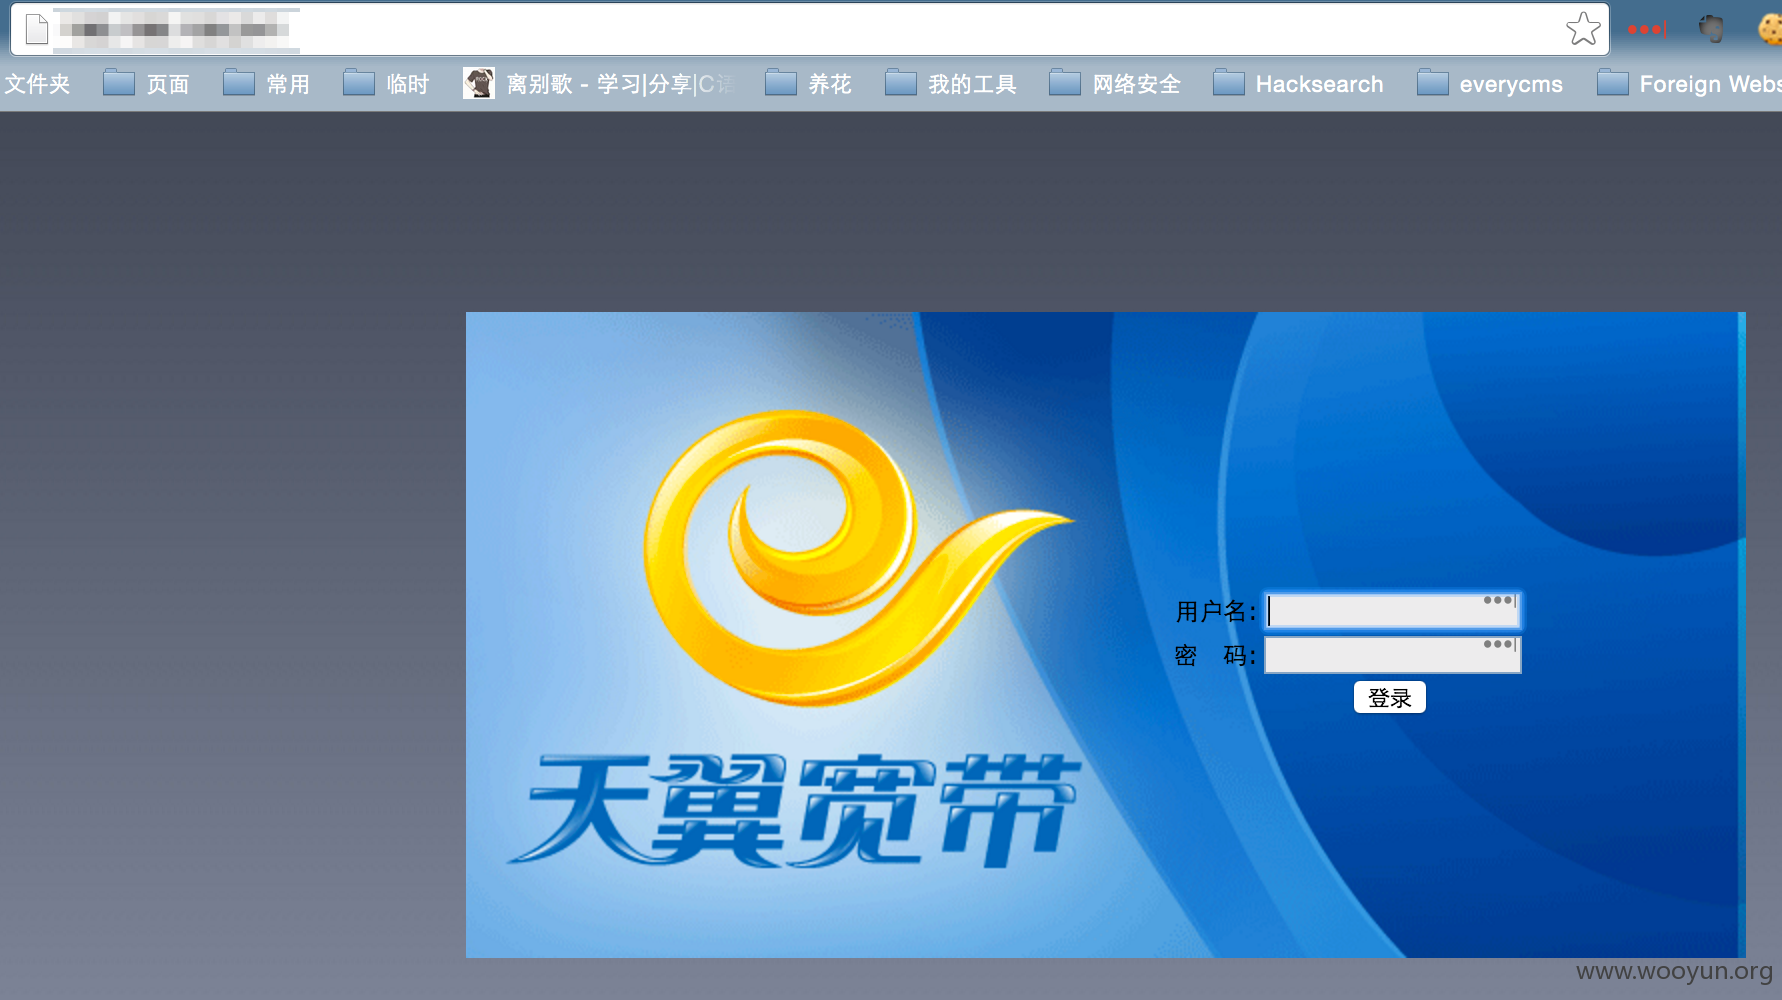 文件夹 页面 常用 临时 离别歌 - 学习|分享|C语 养花 我的工具 网络安全 Hacksearch everycms Foreign Webs
用户名:
密 码:
登录
天翼宽带
www.wooyun.org